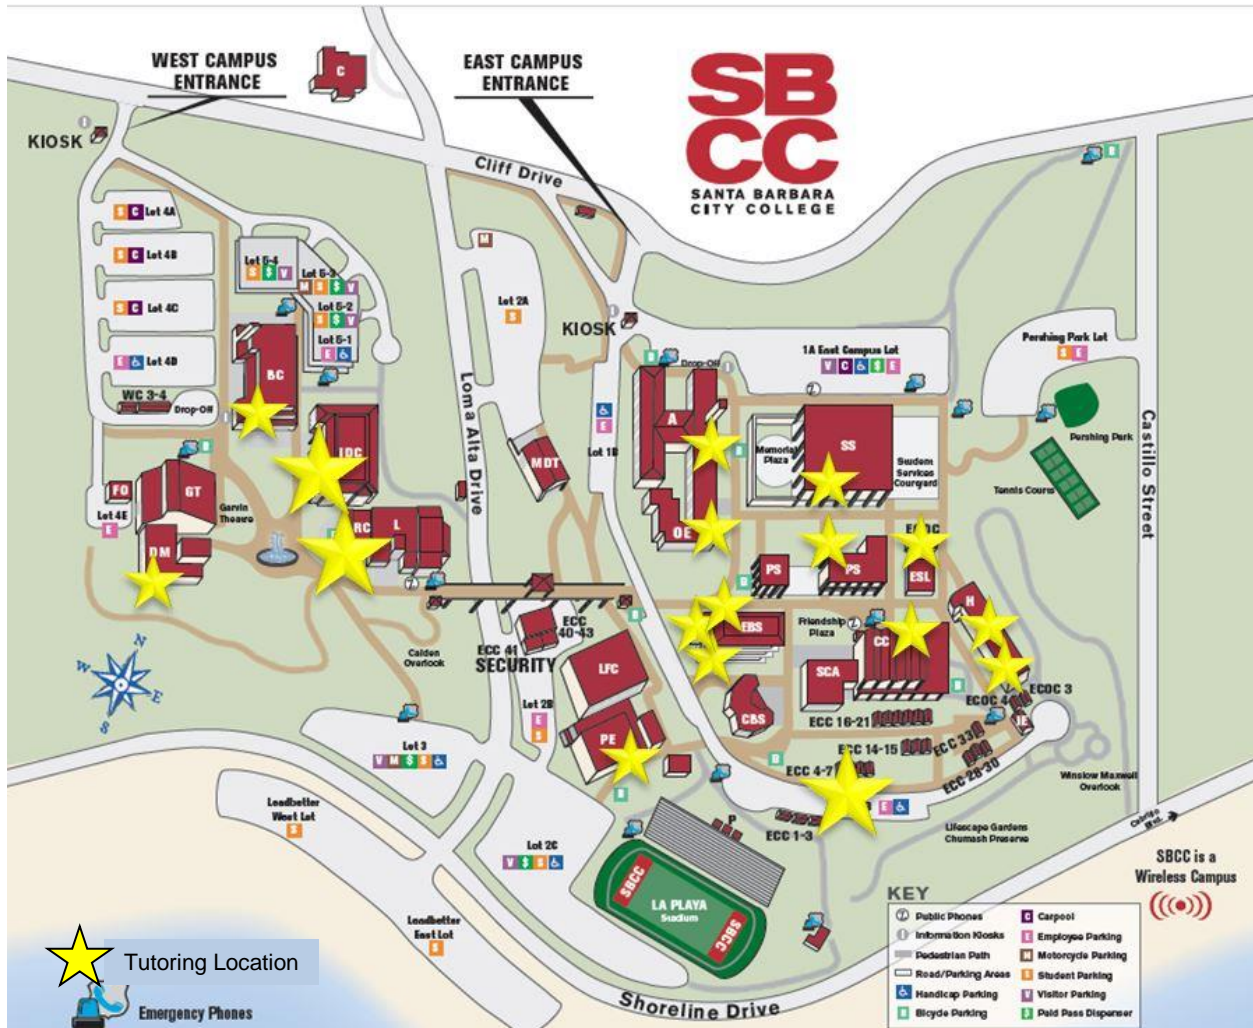 WEST CAMPUS
ENTRANCE
EAST CAMPUS
ENTRANCE
C
SB
CC
SANTA BARBARA
CITY COLLEGE
KIOSK
Cliff Drive
Lot 4A
Lot 4B
Lot 4C
Lot 4D
Lot 5-4
Lot 5-3
Lot 5-2
Lot 5-1
Lot 2A
KIOSK
Drop-Off
1A East Campus Lot
Pershing Park Lot
Pershing Park
Tennis Courts
Castillo Street
WC 3-4
Drop-Off
BC
IDC
Loma Alta Drive
MDT
Lot 1B
A
Memorial
Plaza
SS
Student
Services
Courtyard
FO
GT
Garvin
Theatre
Lot 4E
DM
L
OE
PS
PS
ESL
H
ECC
40-43
ECC 41
SECURITY
Calden
Overlook
N
W
E
S
EBS
Friendship
Plaza
CC
SCA
LFC
CBS
PE
Lot 2B
Lot 3
ECOC 3
ECOC 4
JE
ECC 16-21
ECC 14-15
ECC 33
ECC 28-30
ECC 4-7
ECC 1-3
Winslow Maxwell
Overlook
Lifescape Gardens
Chumash Preserve
Cabrillo
Blvd.
Leadbetter
West Lot
Lot 2C
Leadbetter
East Lot
P
SBCC
LA PLAYA
Stadium
SBCC
Shoreline Drive
SBCC is a
Wireless Campus
KEY
Public Phones
Information Kiosks
Pedestrian Path
Road/Parking Areas
Handicap Parking
Bicycle Parking
Carpool
Employee Parking
Motorcycle Parking
Student Parking
Visitor Parking
Paid Pass Dispenser
Tutoring Location
Emergency Phones